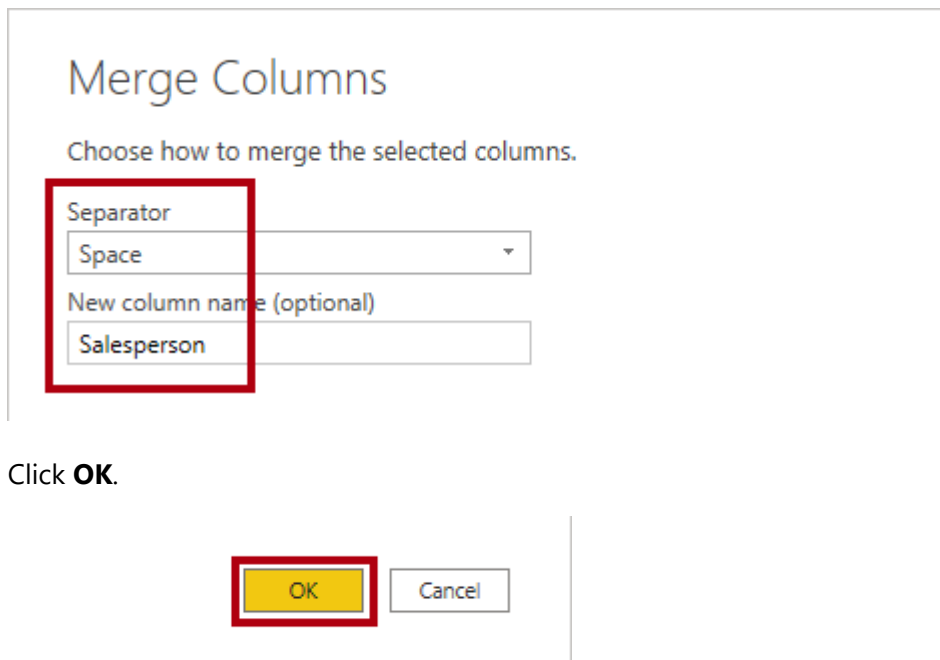 Merge Columns
Choose how to merge the selected columns.
Separator
Space
New column name (optional)
Salesperson
Click OK.
OK Cancel